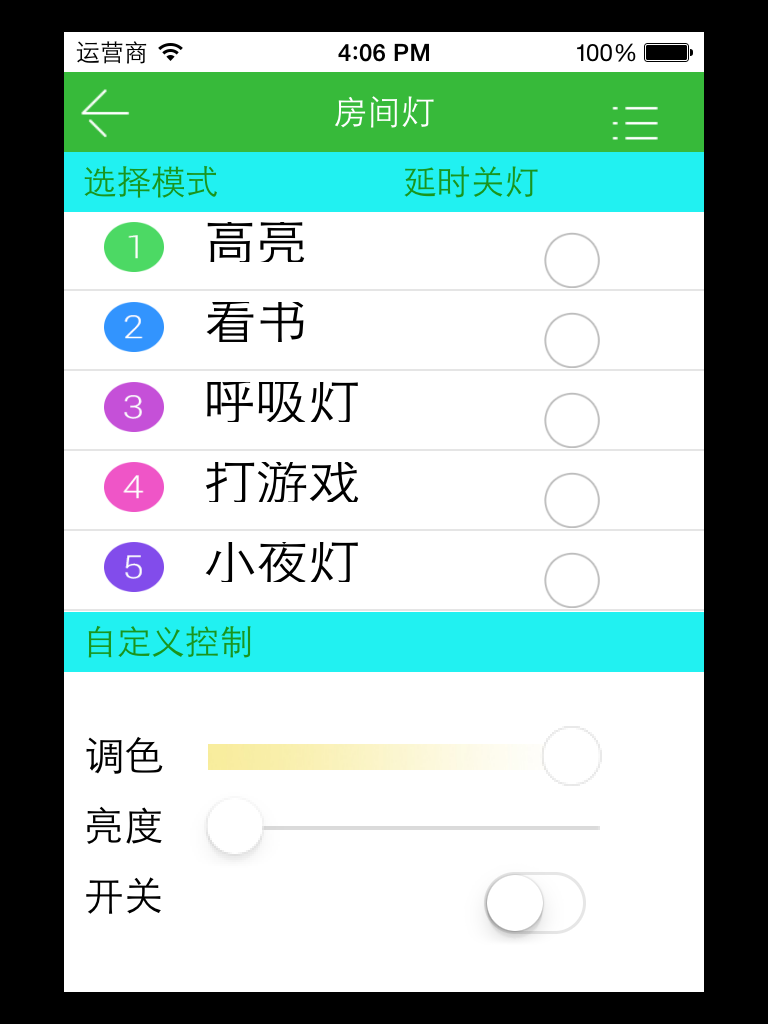 运营商 4:06 PM 100%
房间灯
选择模式 延时关灯
1 高亮
2 看书
3 呼吸灯
4 打游戏
5 小夜灯
自定义控制
调色
亮度
开关